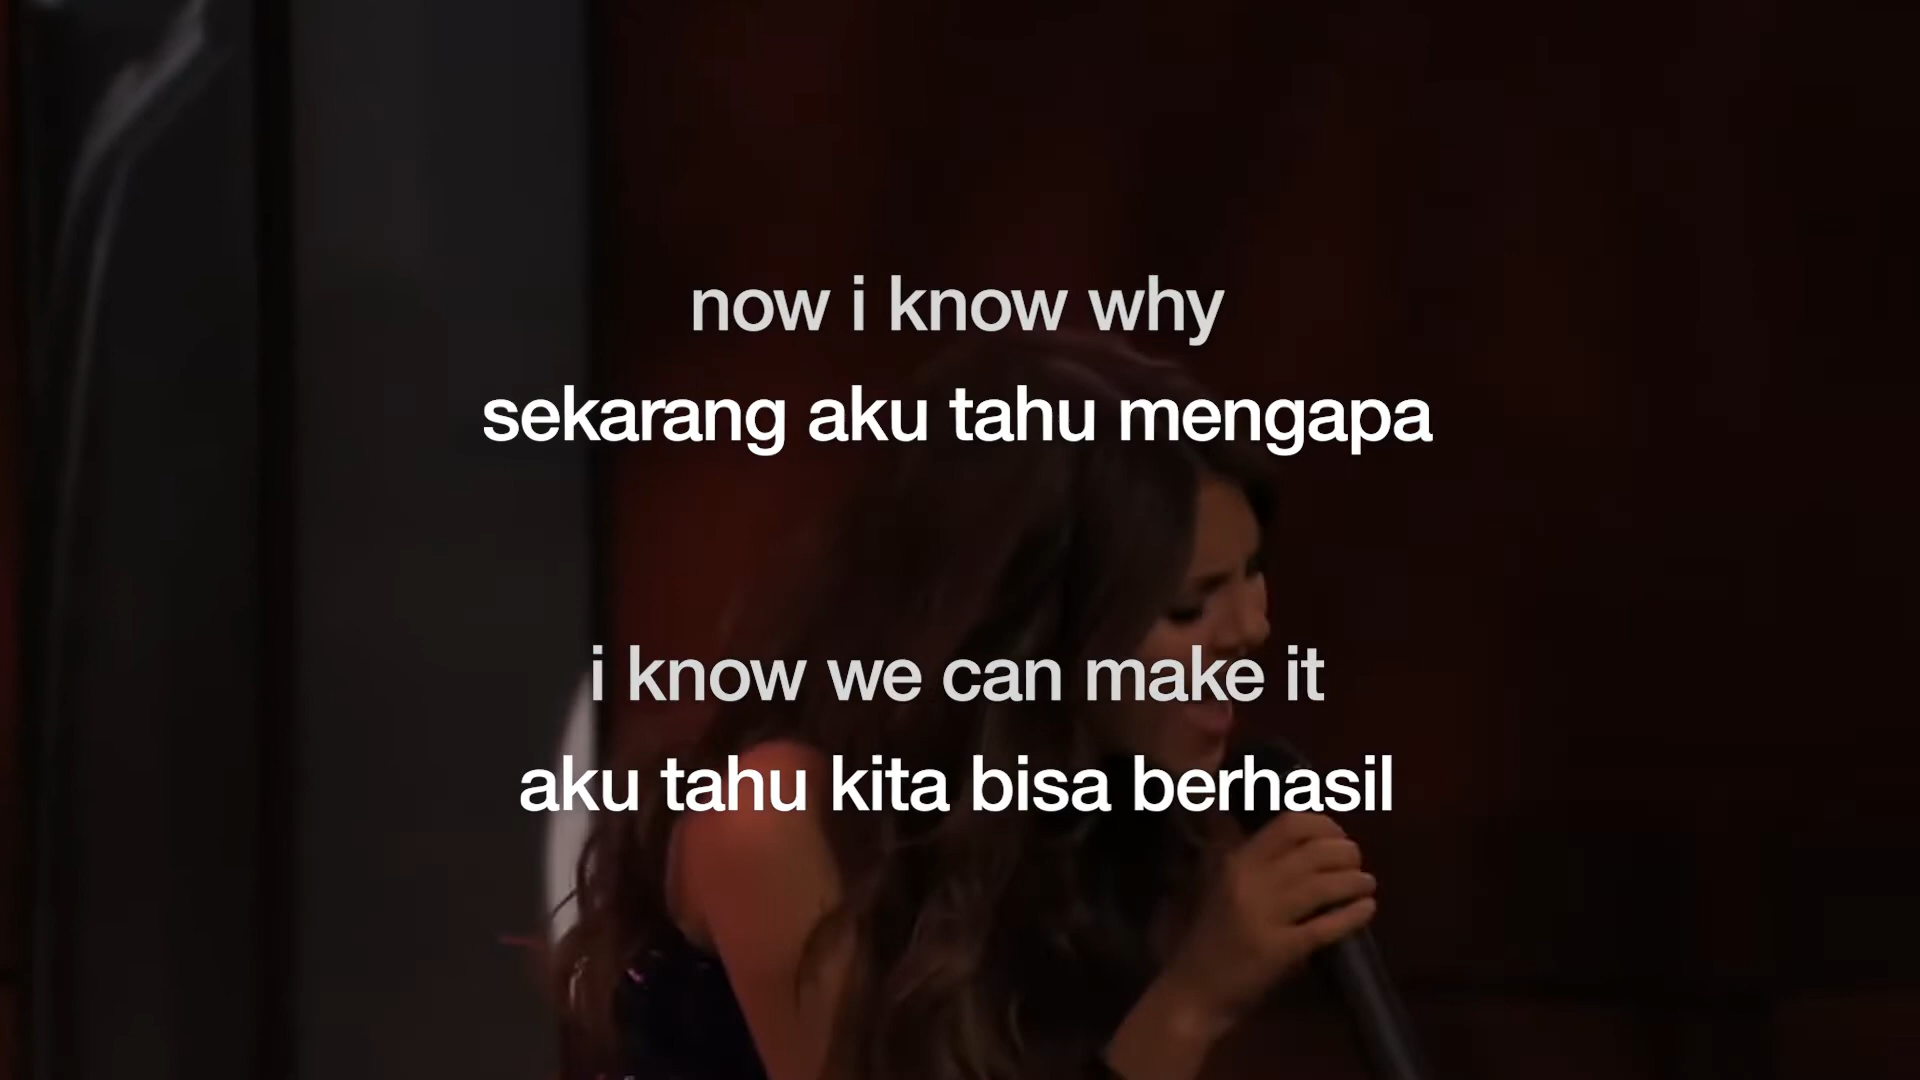 now i know why
sekarang aku tahu mengapa
i know we can make it
aku tahu kita bisa berhasil